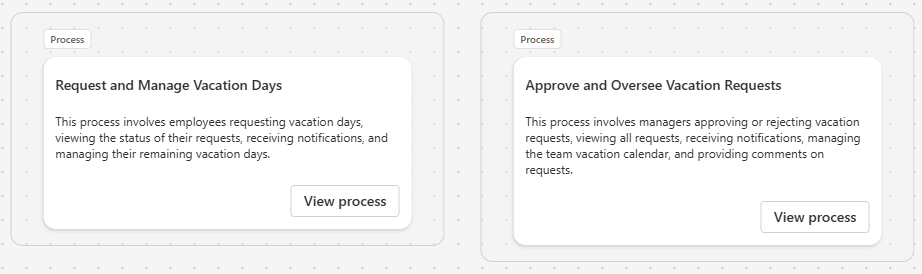 Process
Request and Manage Vacation Days
This process involves employees requesting vacation days,
viewing the status of their requests, receiving notifications, and
managing their remaining vacation days.
View process
Process
Approve and Oversee Vacation Requests
This process involves managers approving or rejecting vacation
requests, viewing all requests, receiving notifications, managing
the team vacation calendar, and providing comments on
requests.
View process